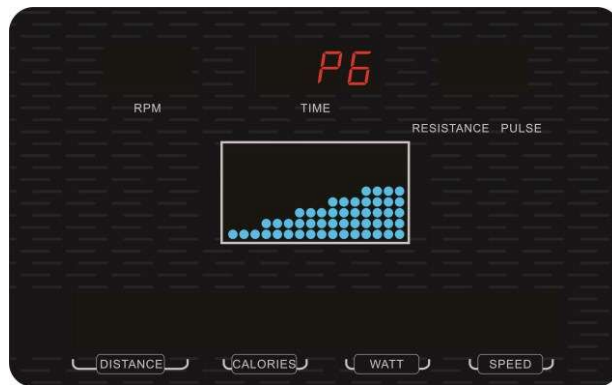 P6
RPM
TIME
RESISTANCE PULSE
DISTANCE CALORIES WATT SPEED